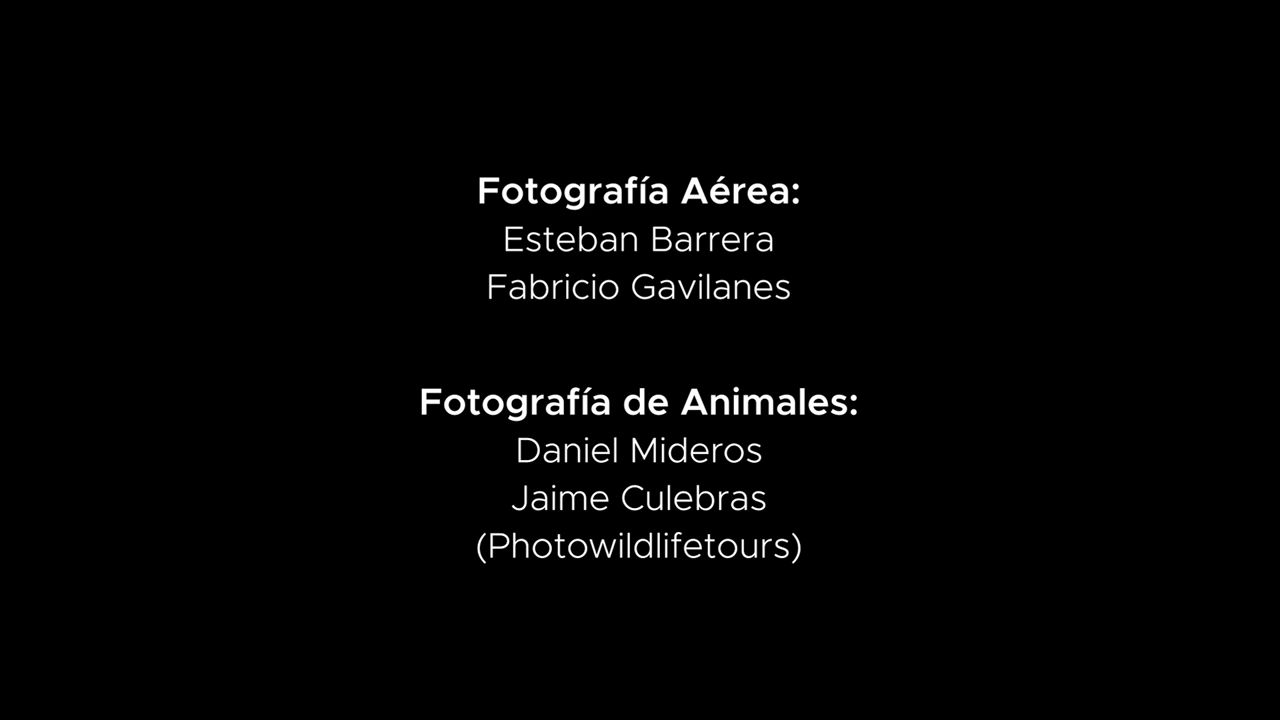 Fotografía Aérea:
Esteban Barrera
Fabricio Gavilanes
Fotografía de Animales:
Daniel Mideros
Jaime Culebras
(Photowildlifetours)